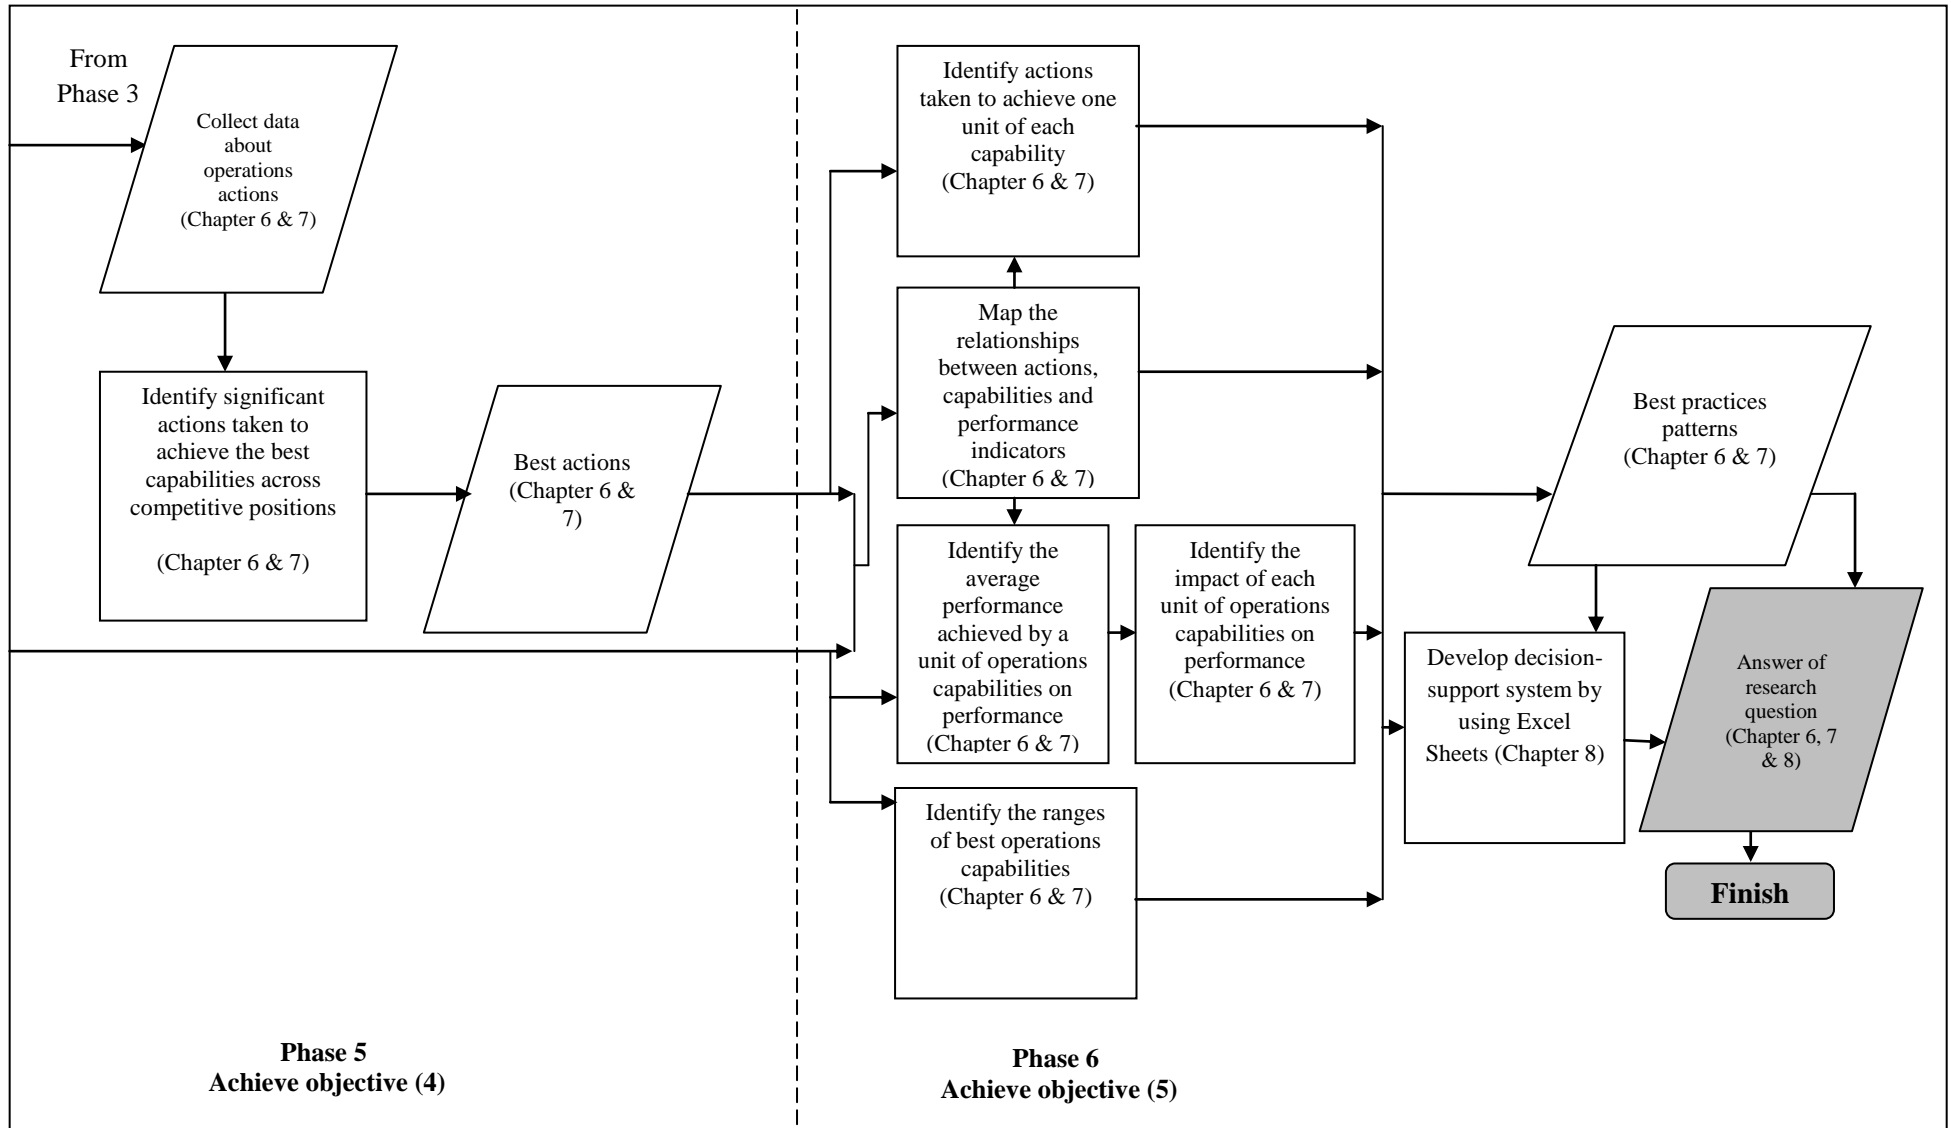 From
Phase 3
Collect data
about
operations
actions
(Chapter 6 & 7)
Identify significant
actions taken to
achieve the best
capabilities across
competitive positions
(Chapter 6 & 7)
Best actions
(Chapter 6 &
7)
Phase 5
Achieve objective (4)
Identify actions
taken to achieve one
unit of each
capability
(Chapter 6 & 7)
Map the
relationships
between actions,
capabilities and
performance
indicators
(Chapter 6 & 7)
Identify the
average
performance
achieved by a
unit of operations
capabilities on
performance
(Chapter 6 & 7)
Identify the
impact of each
unit of operations
capabilities on
performance
(Chapter 6 & 7)
Identify the ranges
of best operations
capabilities
(Chapter 6 & 7)
Best practices
patterns
(Chapter 6 & 7)
Develop decision-
support system by
using Excel
Sheets (Chapter 8)
Answer of
research
question
(Chapter 6, 7
& 8)
Finish
Phase 6
Achieve objective (5)